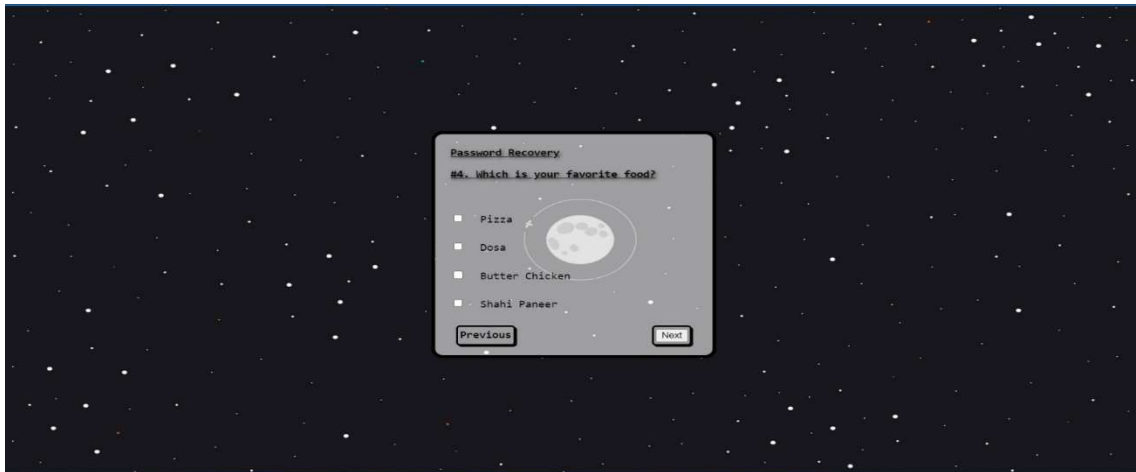 Password Recovery
#4. Which is your favorite food?
Pizza
Dosa
Butter Chicken
Shahi Paneer
Previous
Next